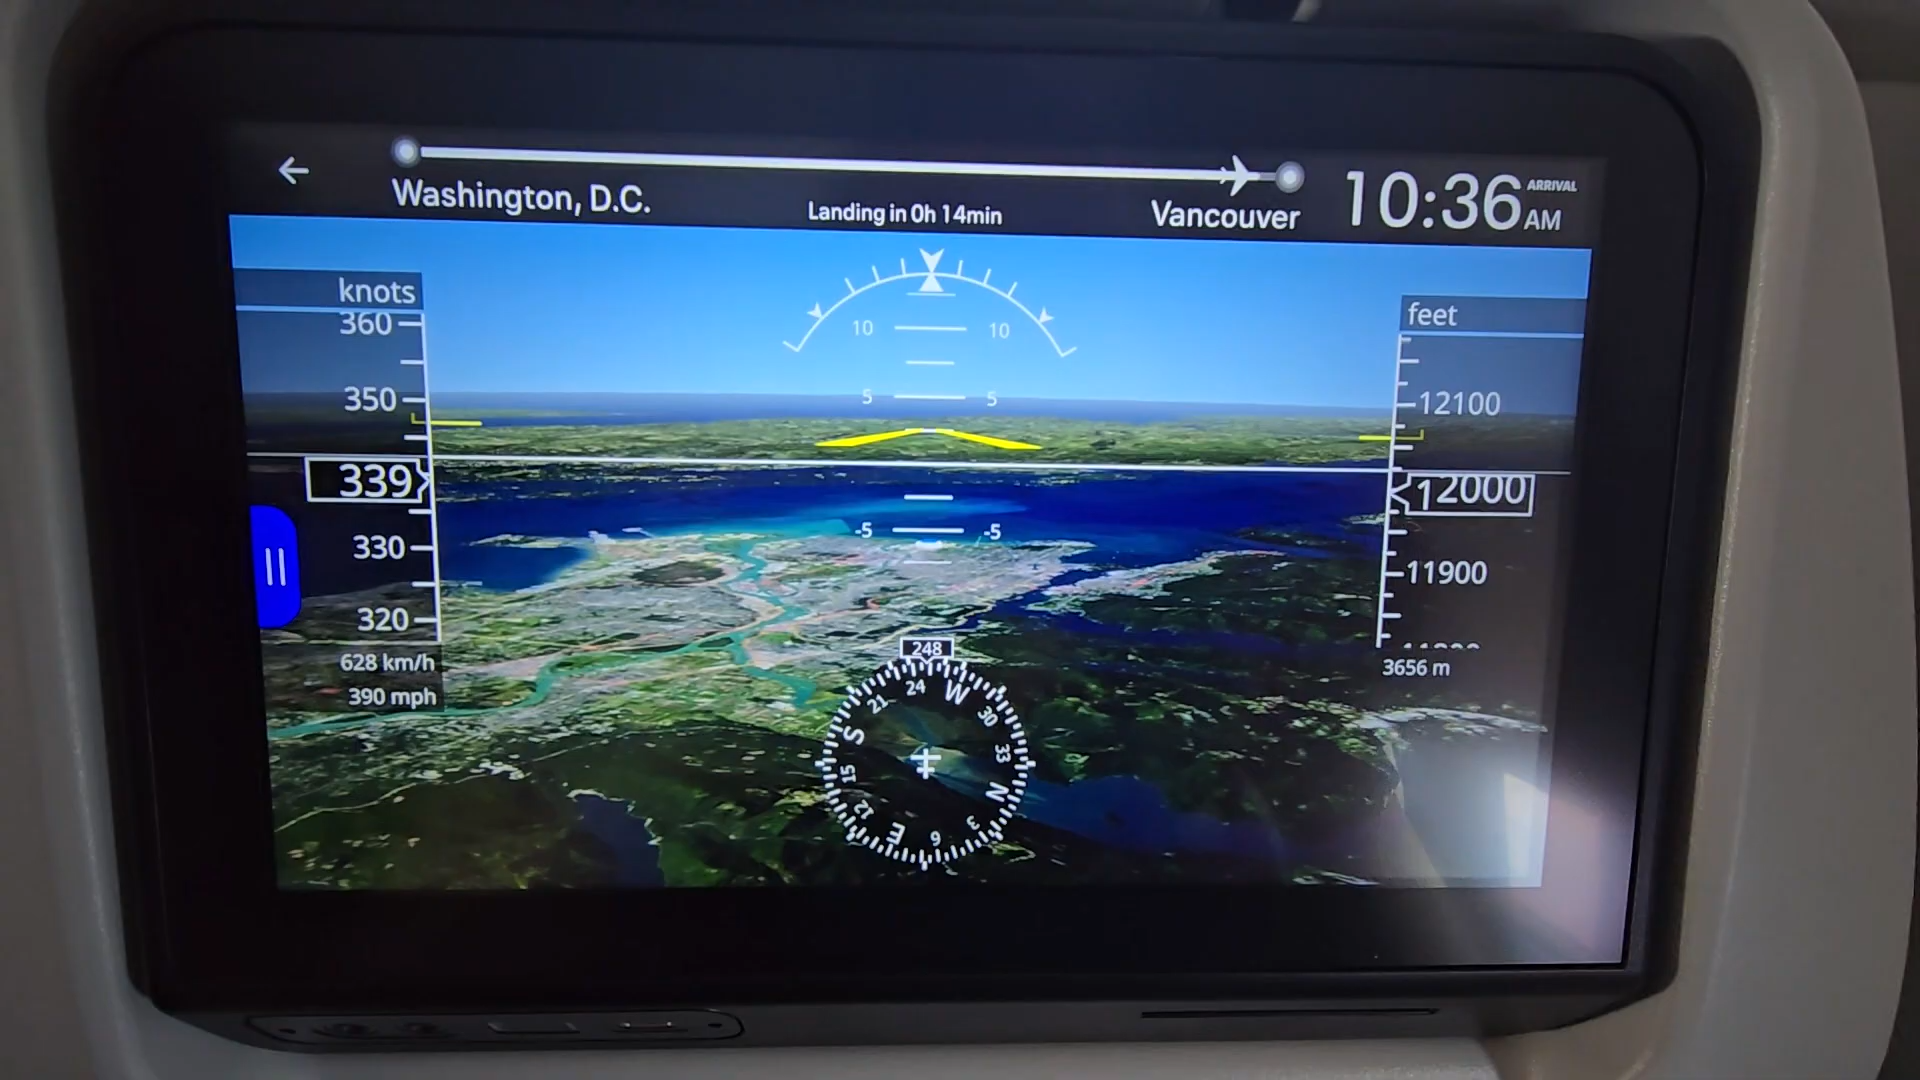 Washington, D.C.
Landing in 0h 14min
Vancouver
10:36 ARRIVAL
AM
knots
360
350
339
330
320
628 km/h
390 mph
10 10
5 5
-5 -5
feet
12100
12000
11900
3656 m
248
24 W 30 33 N 3 6 E 12 15 S 21